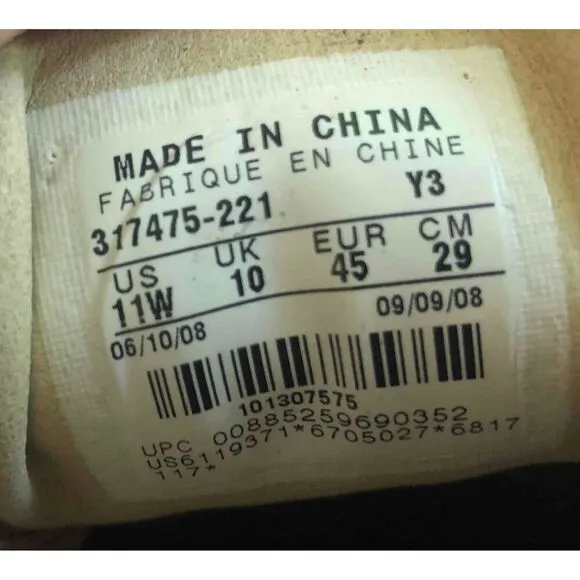 MADE IN CHINA
FABRIQUE EN CHINE
317475-221 Y3
US UK EUR CM
11W 10 45 29
06/10/08 09/09/08
101307575
UPC 00885259690352
US6119371*6705027*6817
117*